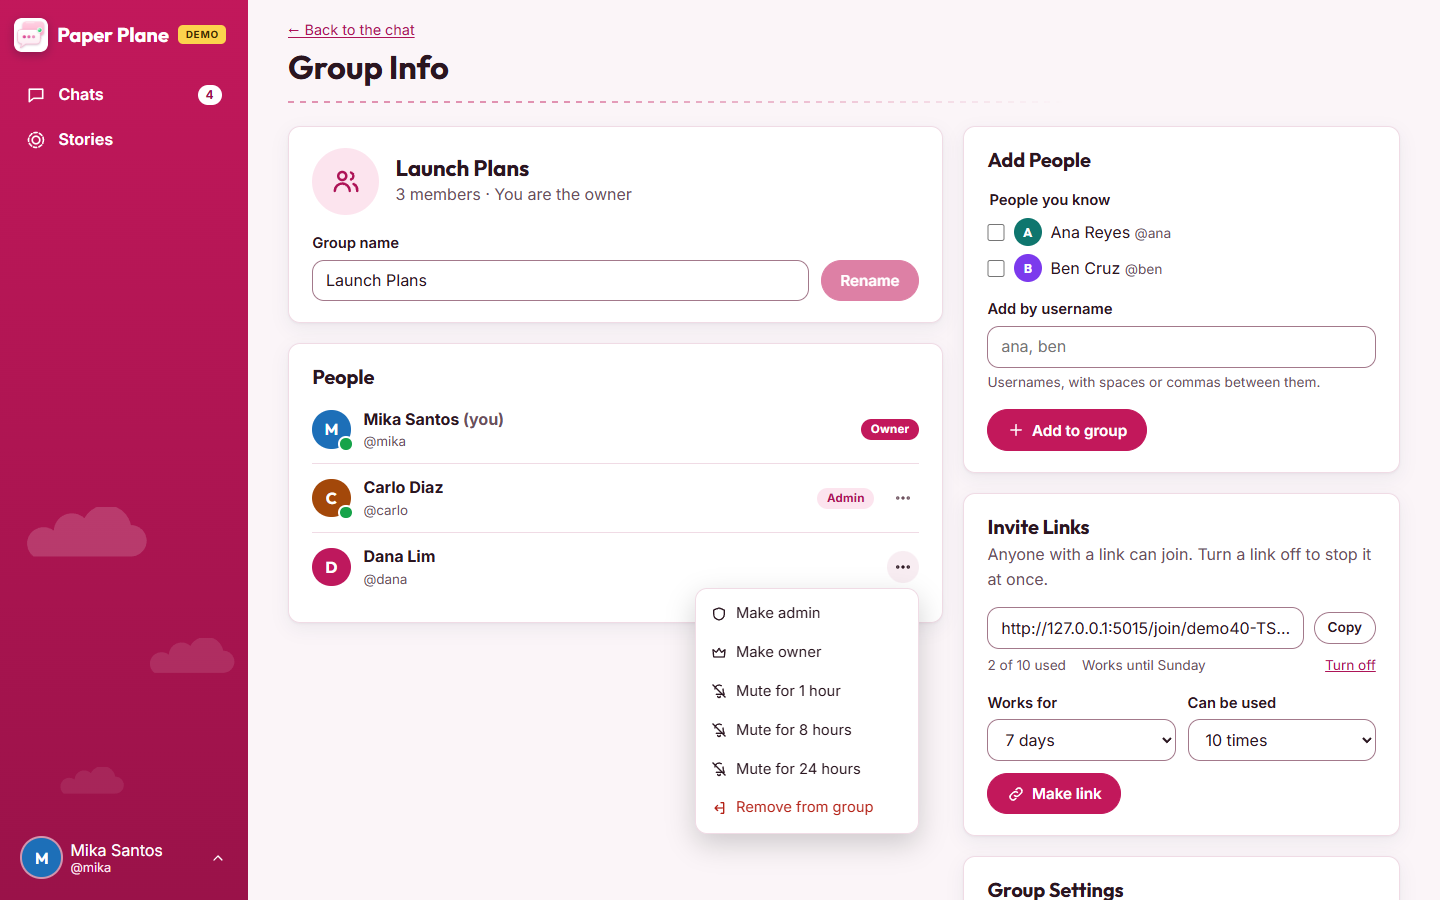 Paper Plane DEMO
Chats 4
Stories
M Mika Santos
@mika
← Back to the chat
Group Info
Launch Plans
3 members · You are the owner
Group name
Launch Plans
Rename
People
M Mika Santos (you)
@mika
Owner
C Carlo Diaz
@carlo
Admin
D Dana Lim
@dana
Make admin
Make owner
Mute for 1 hour
Mute for 8 hours
Mute for 24 hours
Remove from group
Add People
People you know
A Ana Reyes @ana
B Ben Cruz @ben
Add by username
ana, ben
Usernames, with spaces or commas between them.
Add to group
Invite Links
Anyone with a link can join. Turn a link off to stop it
at once.
http://127.0.0.1:5015/join/demo40-TS...
Copy
2 of 10 used Works until Sunday Turn off
Works for Can be used
7 days 10 times
Make link
Group Settings